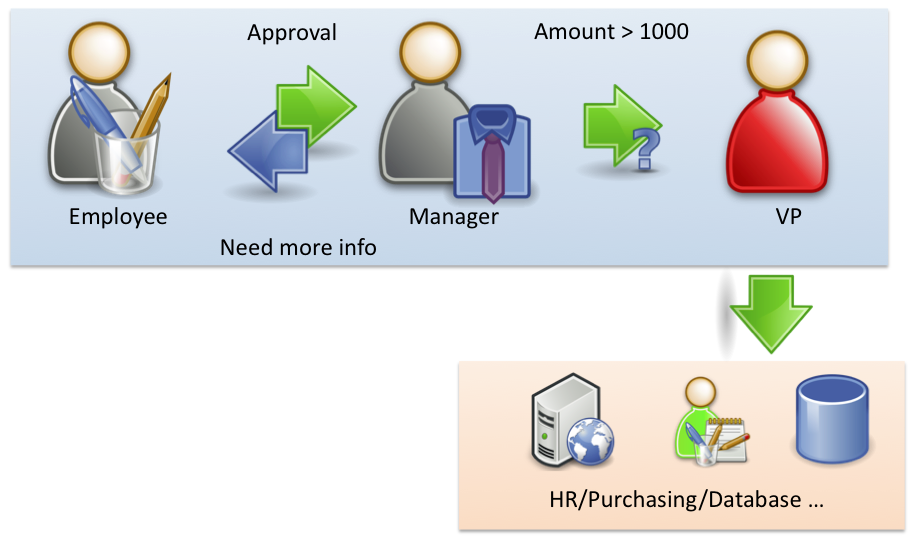 Approval
Amount > 1000
Employee
Manager
VP
Need more info
?
HR/Purchasing/Database ...